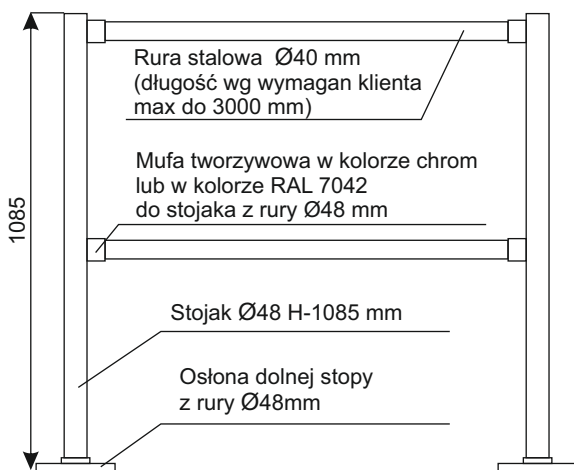 Rura stalowa Ø40 mm
(długość wg wymagan klienta
max do 3000 mm)
Mufa tworzywowa w kolorze chrom
lub w kolorze RAL 7042
do stojaka z rury Ø48 mm
1085
Stojak Ø48 H-1085 mm
Osłona dolnej stopy
z rury Ø48mm